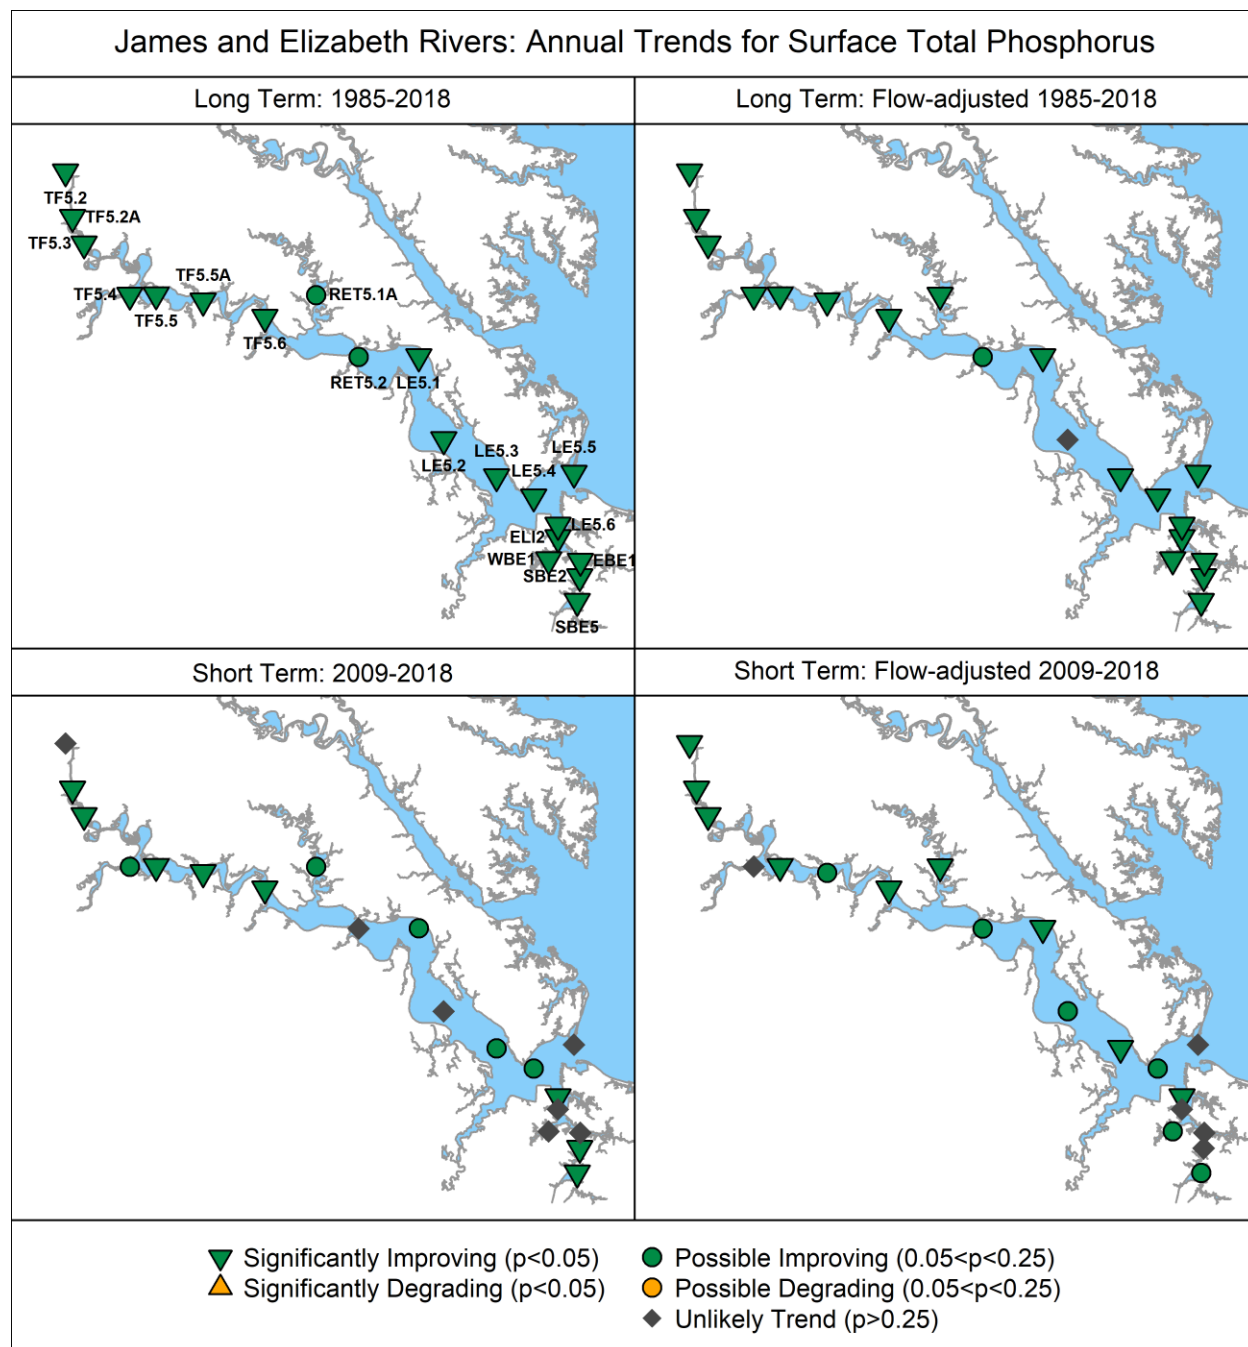 James and Elizabeth Rivers: Annual Trends for Surface Total Phosphorus
Long Term: 1985-2018
Long Term: Flow-adjusted 1985-2018
TF5.2
TF5.2A
TF5.3
TF5.4
TF5.5
TF5.5A
TF5.6
RET5.1A
RET5.2
LE5.1
LE5.2
LE5.3
LE5.4
LE5.5
LE5.6
ELI2
WBE1
EBE1
SBE2
SBE5
Short Term: 2009-2018
Short Term: Flow-adjusted 2009-2018
Significantly Improving (p<0.05)
Significantly Degrading (p<0.05)
Possible Improving (0.05<p<0.25)
Possible Degrading (0.05<p<0.25)
Unlikely Trend (p>0.25)